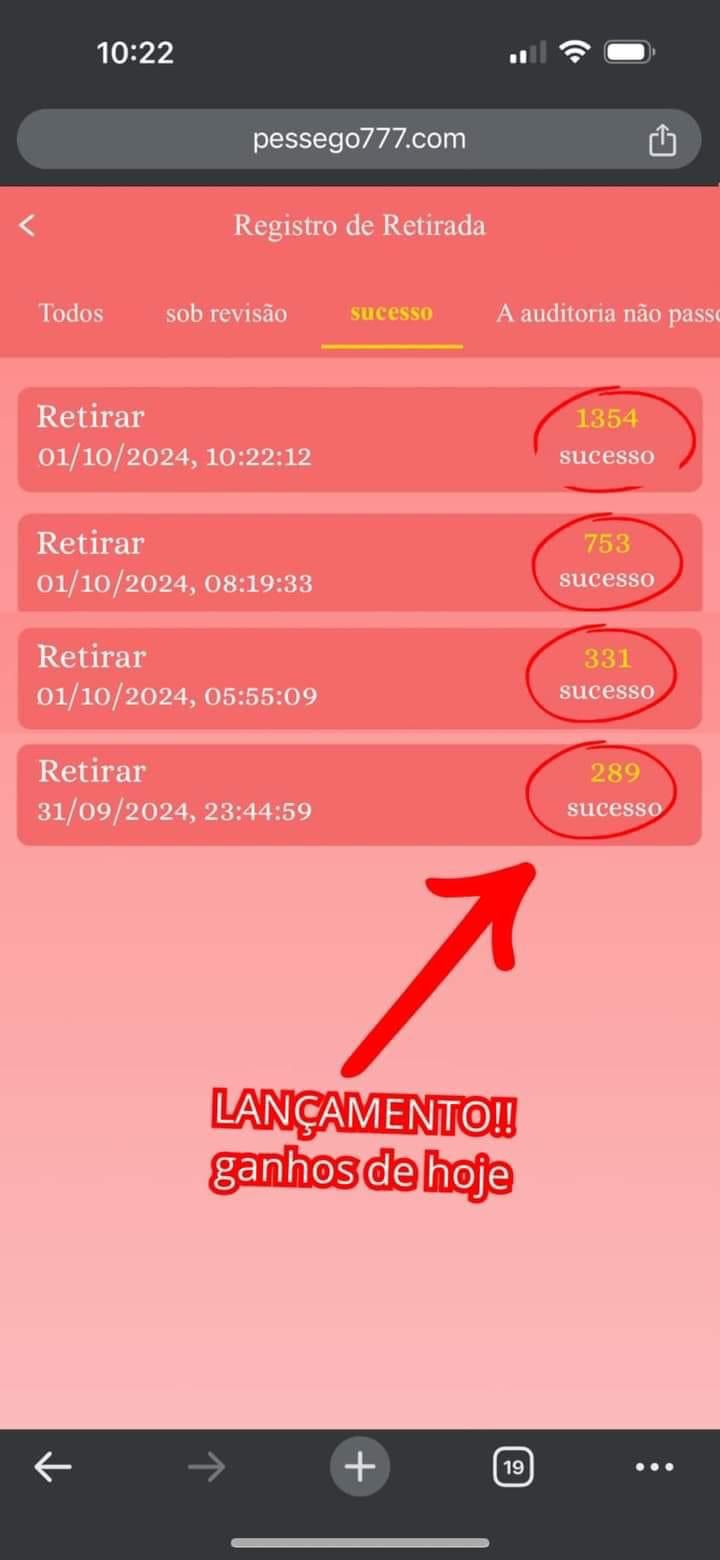 10:22
pessego777.com
Registro de Retirada
Todos sob revisão sucesso A auditoria não passo
Retirar
1354
01/10/2024, 10:22:12
sucesso
Retirar
753
01/10/2024, 08:19:33
sucesso
Retirar
331
01/10/2024, 05:55:09
sucesso
Retirar
289
31/09/2024, 23:44:59
sucesso
LANÇAMENTO!!
ganhos de hoje
19